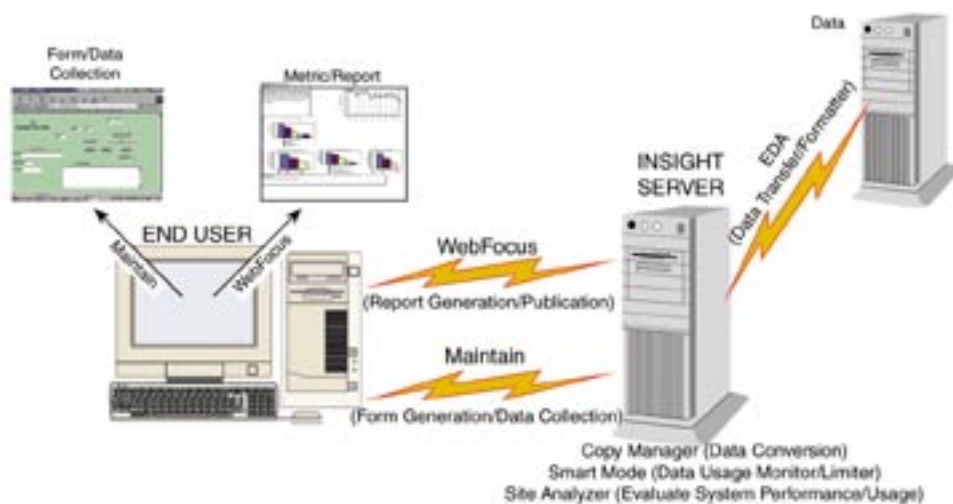 Data
Form/Data
Collection
Metric/Report
EDA
(Data Transfer/Formatter)
INSIGHT
SERVER
END USER
Maintain
WebFocus
WebFocus
(Report Generation/Publication)
Maintain
(Form Generation/Data Collection)
Copy Manager (Data Conversion)
Smart Mode (Data Usage Monitor/Limiter)
Site Analyzer (Evaluate System Performance/Usage)